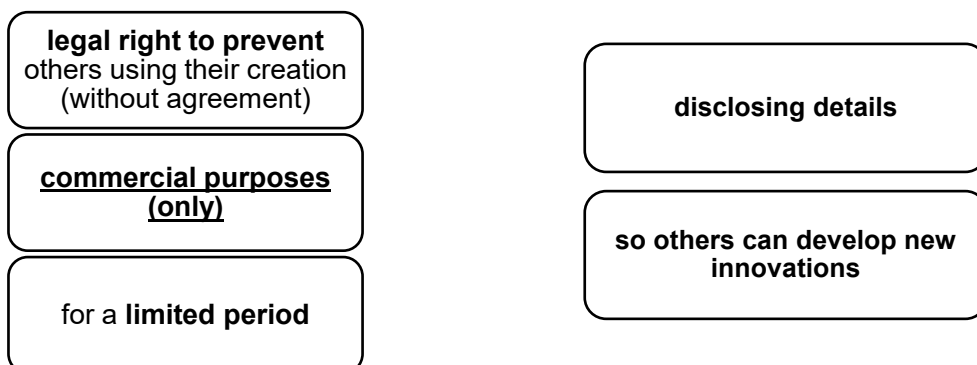 legal right to prevent
others using their creation
(without agreement)
commercial purposes
(only)
for a limited period
disclosing details
so others can develop new
innovations